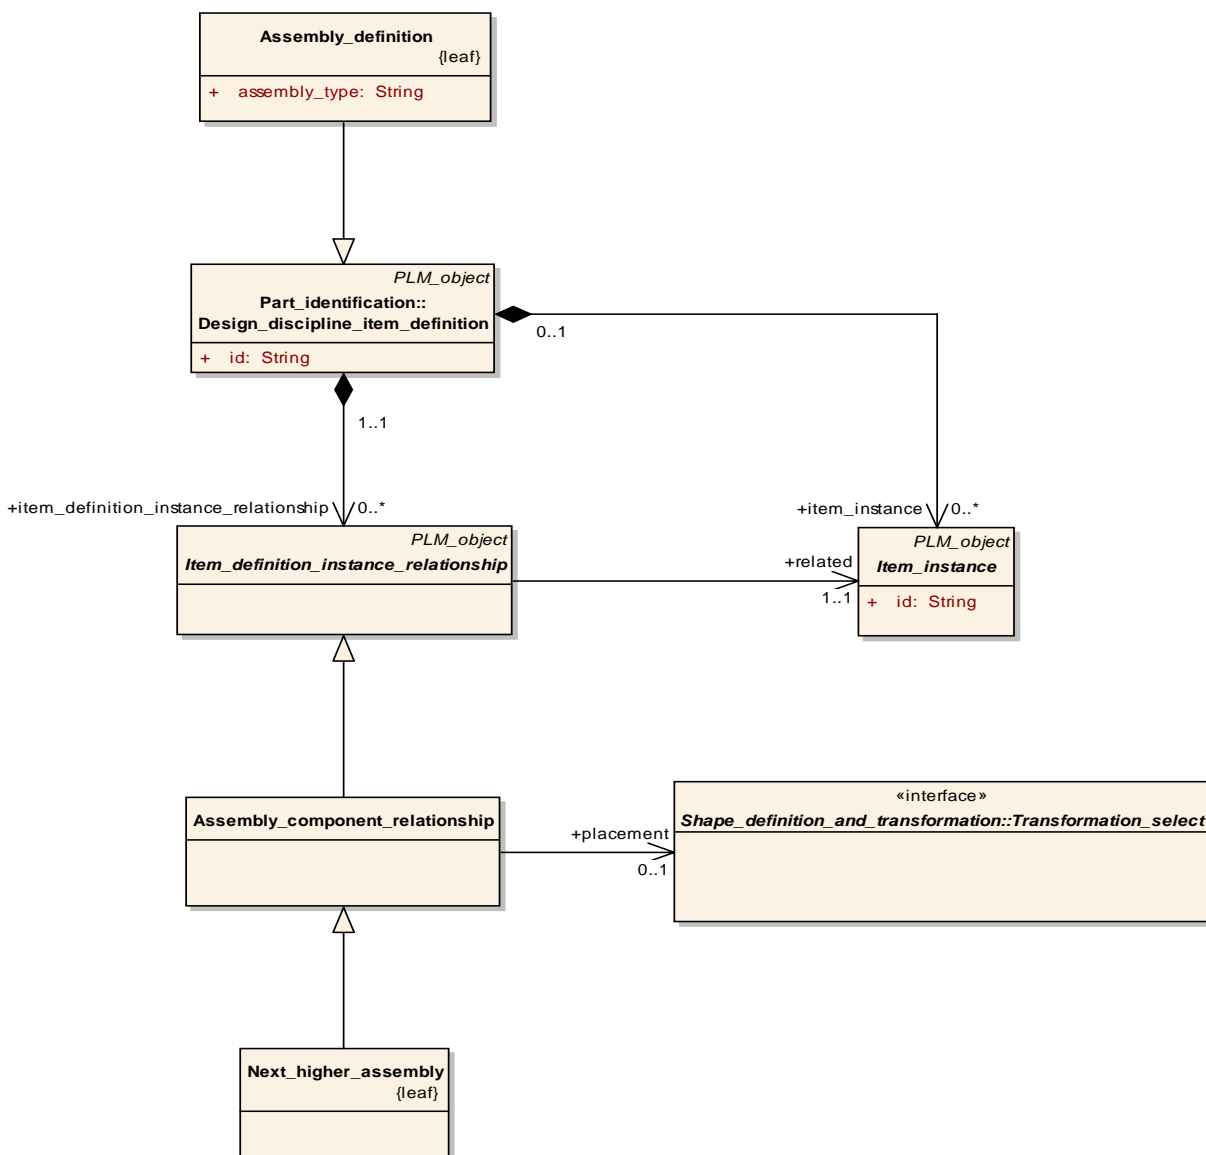 Assembly_definition
{leaf}
+ assembly_type: String
PLM_object
Part_identification::
Design_discipline_item_definition
+ id: String
0..1
1..1
+item_definition_instance_relationship
0..*
+item_instance
0..*
PLM_object
Item_definition_instance_relationship
+related
1..1
PLM_object
Item_instance
+ id: String
Assembly_component_relationship
+placement
0..1
«interface»
Shape_definition_and_transformation::Transformation_select
Next_higher_assembly
{leaf}